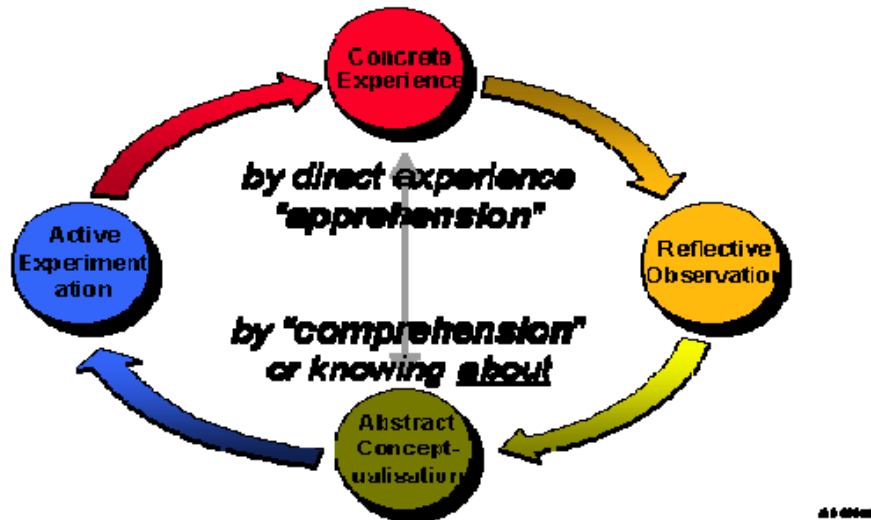 Concrete
Experience
by direct experience
"apprehension"
Active
Experiment
ation
Reflective
Observation
by "comprehension"
or knowing about
Abstract
Concept-
ualisation